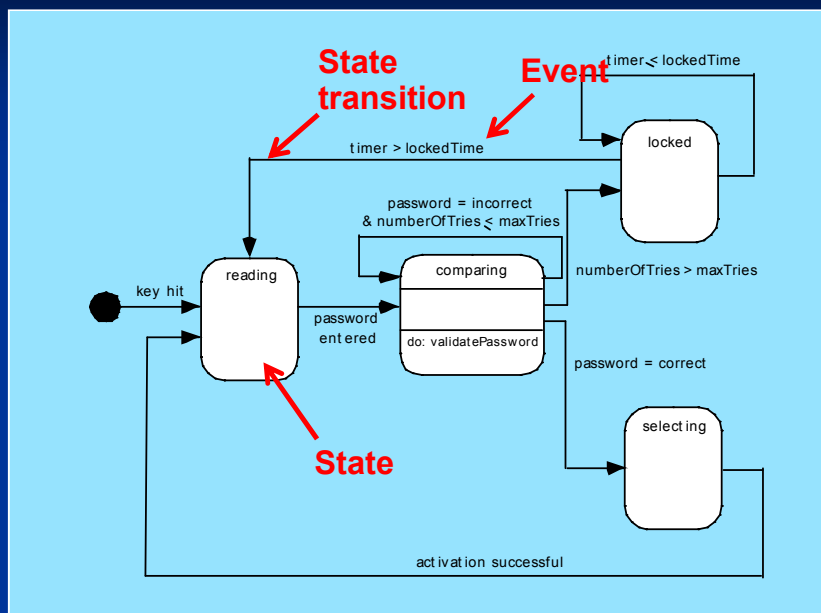 State
transition
Event
timer < lockedTime
timer > lockedTime
locked
password = incorrect
& numberOfTries < maxTries
reading
comparing
numberOfTries > maxTries
key hit
password
entered
do: validatePassword
password = correct
selecting
State
activation successful